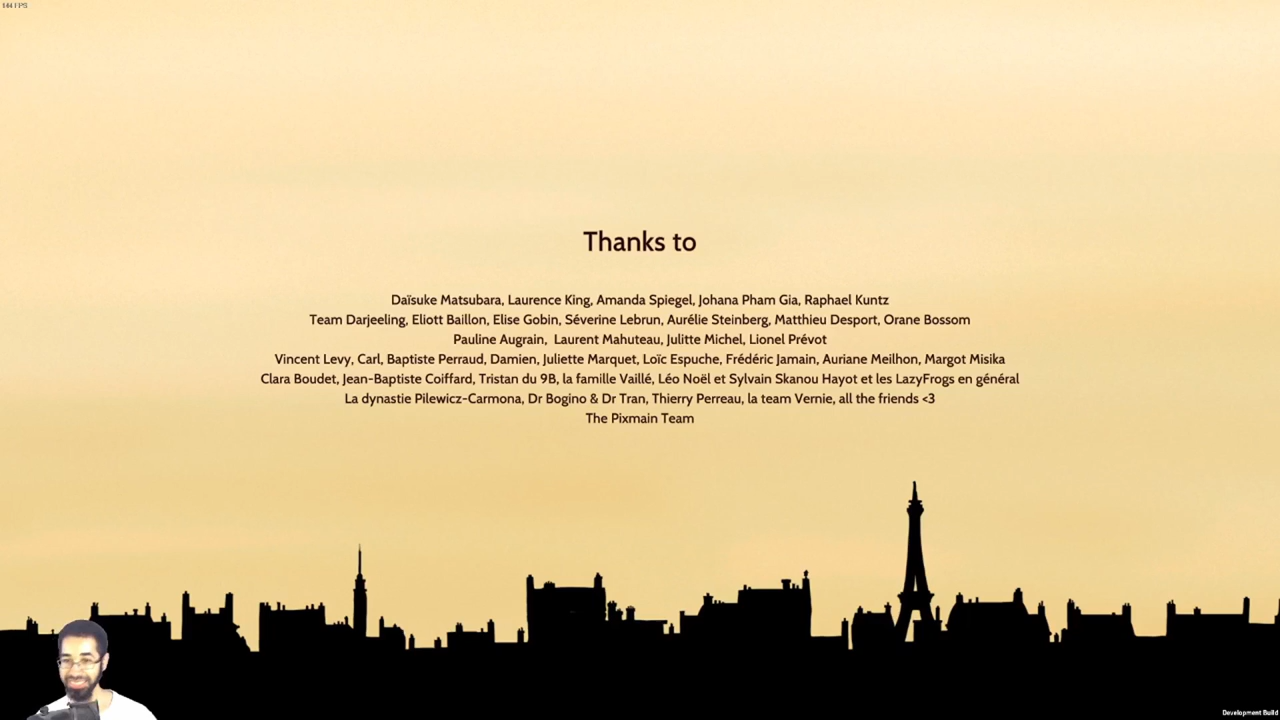 144 FPS
Thanks to
Daïsuke Matsubara, Laurence King, Amanda Spiegel, Johana Pham Gia, Raphael Kuntz
Team Darjeeling, Eliott Baillon, Elise Gobin, Séverine Lebrun, Aurélie Steinberg, Matthieu Desport, Orane Bossom
Pauline Augrain, Laurent Mahuteau, Julitte Michel, Lionel Prévot
Vincent Levy, Carl, Baptiste Perraud, Damien, Juliette Marquet, Loïc Espuche, Frédéric Jamain, Auriane Meilhon, Margot Misika
Clara Boudet, Jean-Baptiste Coiffard, Tristan du 9B, la famille Vaillé, Léo Noël et Sylvain Skanou Hayot et les LazyFrogs en général
La dynastie Pilewicz-Carmona, Dr Bogino & Dr Tran, Thierry Perreau, la team Vernie, all the friends <3
The Pixmain Team
Development Build